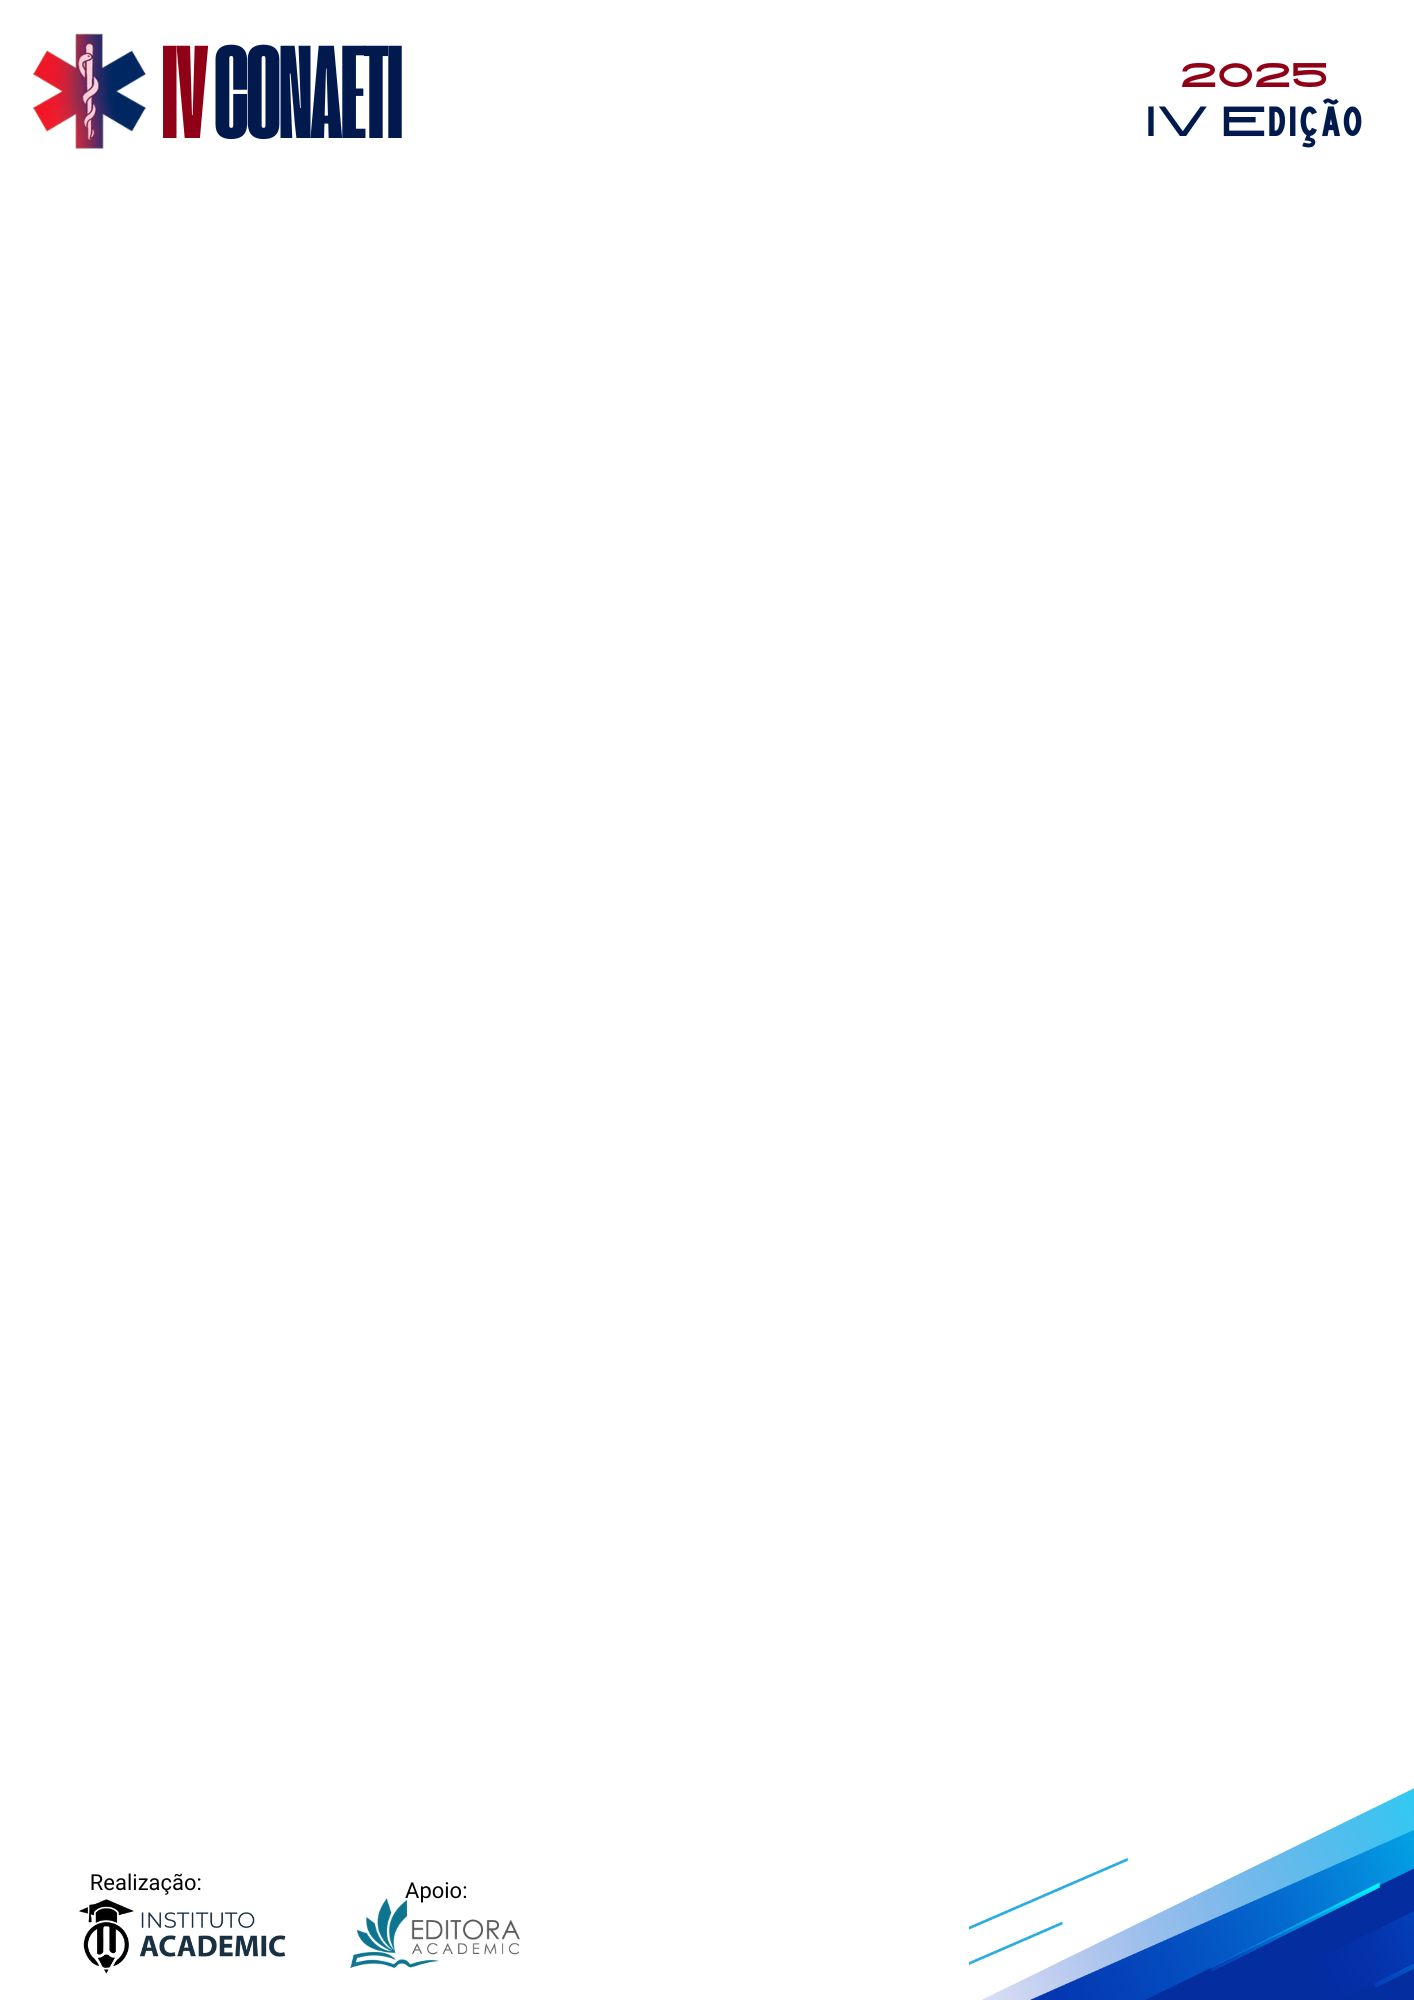 IV CONAETI
2025
IV EDIÇÃO
Realização:
INSTITUTO
ACADEMIC
Apoio:
EDITORA
ACADEMIC